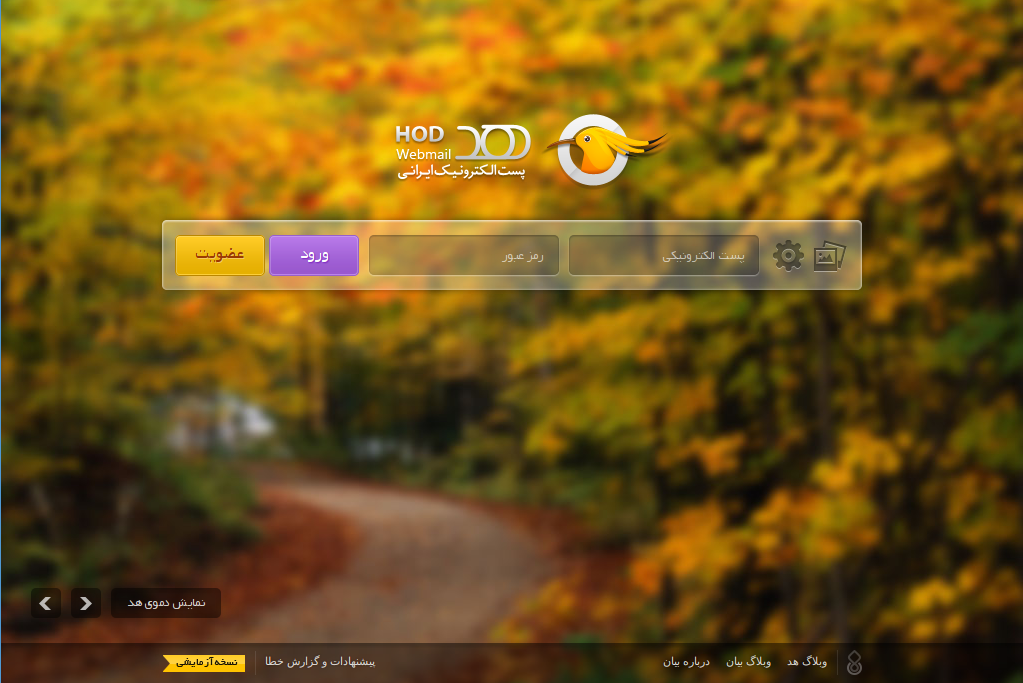 HOD
Webmail
پست الکترونیک ایرانی
پست الکترونیکی
رمز عبور
ورود
عضویت
نمایش دموی هد
وبلاگ هد
وبلاگ بیان
درباره بیان
پیشنهادات و گزارش خطا
نسخه آزمایشی